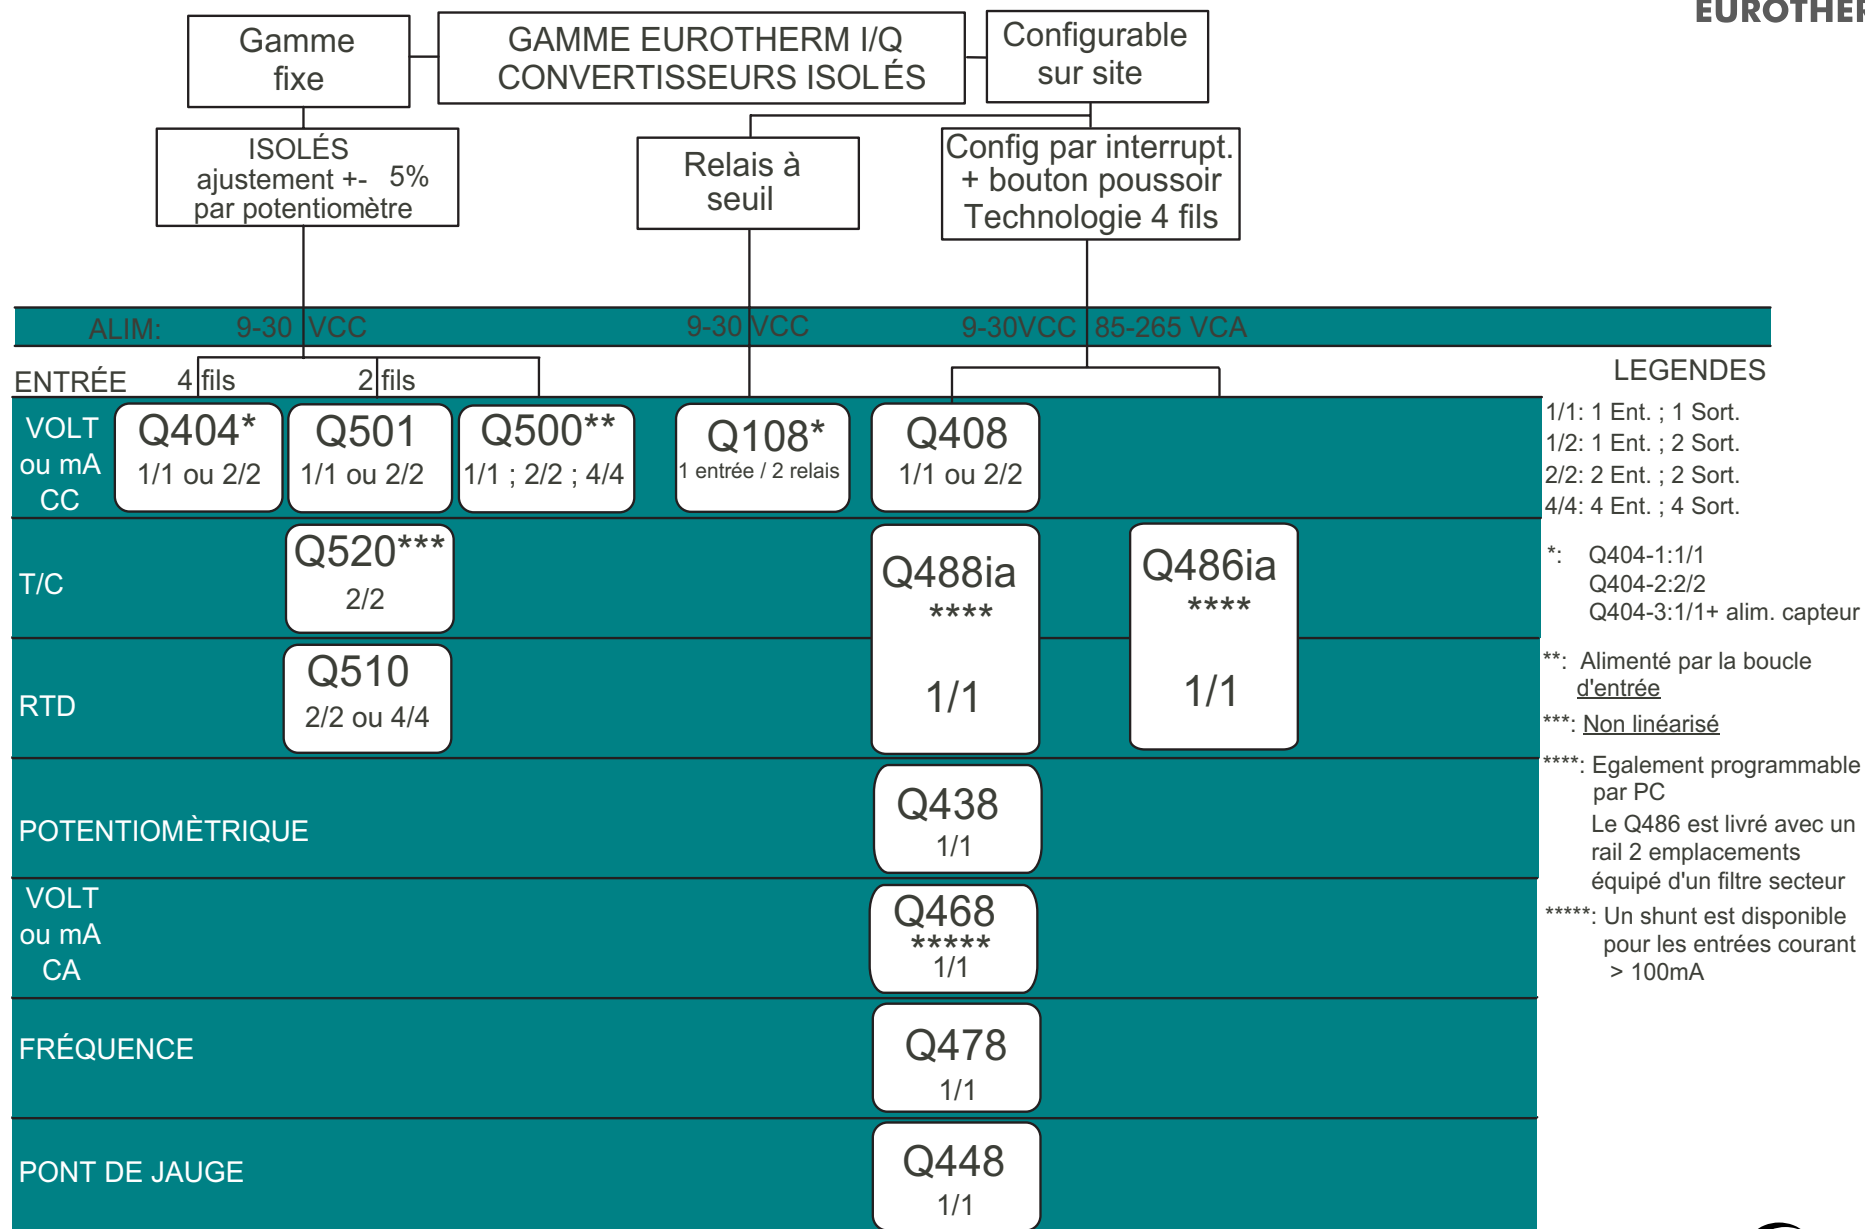 EUROTHER
Gamme
fixe
GAMME EUROTHERM I/Q
CONVERTISSEURS ISOLÉS
Configurable
sur site
ISOLÉS
ajustement +- 5%
par potentiomètre
Relais à
seuil
Config par interrupt.
+ bouton poussoir
Technologie 4 fils
ALIM: 9-30 VCC 9-30 VCC 9-30VCC 85-265 VCA
ENTRÉE 4 fils 2 fils
VOLT
ou mA
CC
Q404*
1/1 ou 2/2
Q501
1/1 ou 2/2
Q500**
1/1 ; 2/2 ; 4/4
Q108*
1 entrée / 2 relais
Q408
1/1 ou 2/2
T/C
Q520***
2/2
Q488ia
****
1/1
Q486ia
****
1/1
RTD
Q510
2/2 ou 4/4
POTENTIOMÈTRIQUE
Q438
1/1
VOLT
ou mA
CA
Q468
*****
1/1
FRÉQUENCE
Q478
1/1
PONT DE JAUGE
Q448
1/1
LEGENDES
1/1: 1 Ent. ; 1 Sort.
1/2: 1 Ent. ; 2 Sort.
2/2: 2 Ent. ; 2 Sort.
4/4: 4 Ent. ; 4 Sort.
*: Q404-1:1/1
Q404-2:2/2
Q404-3:1/1+ alim. capteur
**: Alimenté par la boucle
d'entrée
***: Non linéarisé
****: Egalement programmable
par PC
Le Q486 est livré avec un
rail 2 emplacements
équipé d'un filtre secteur
*****: Un shunt est disponible
pour les entrées courant
> 100mA